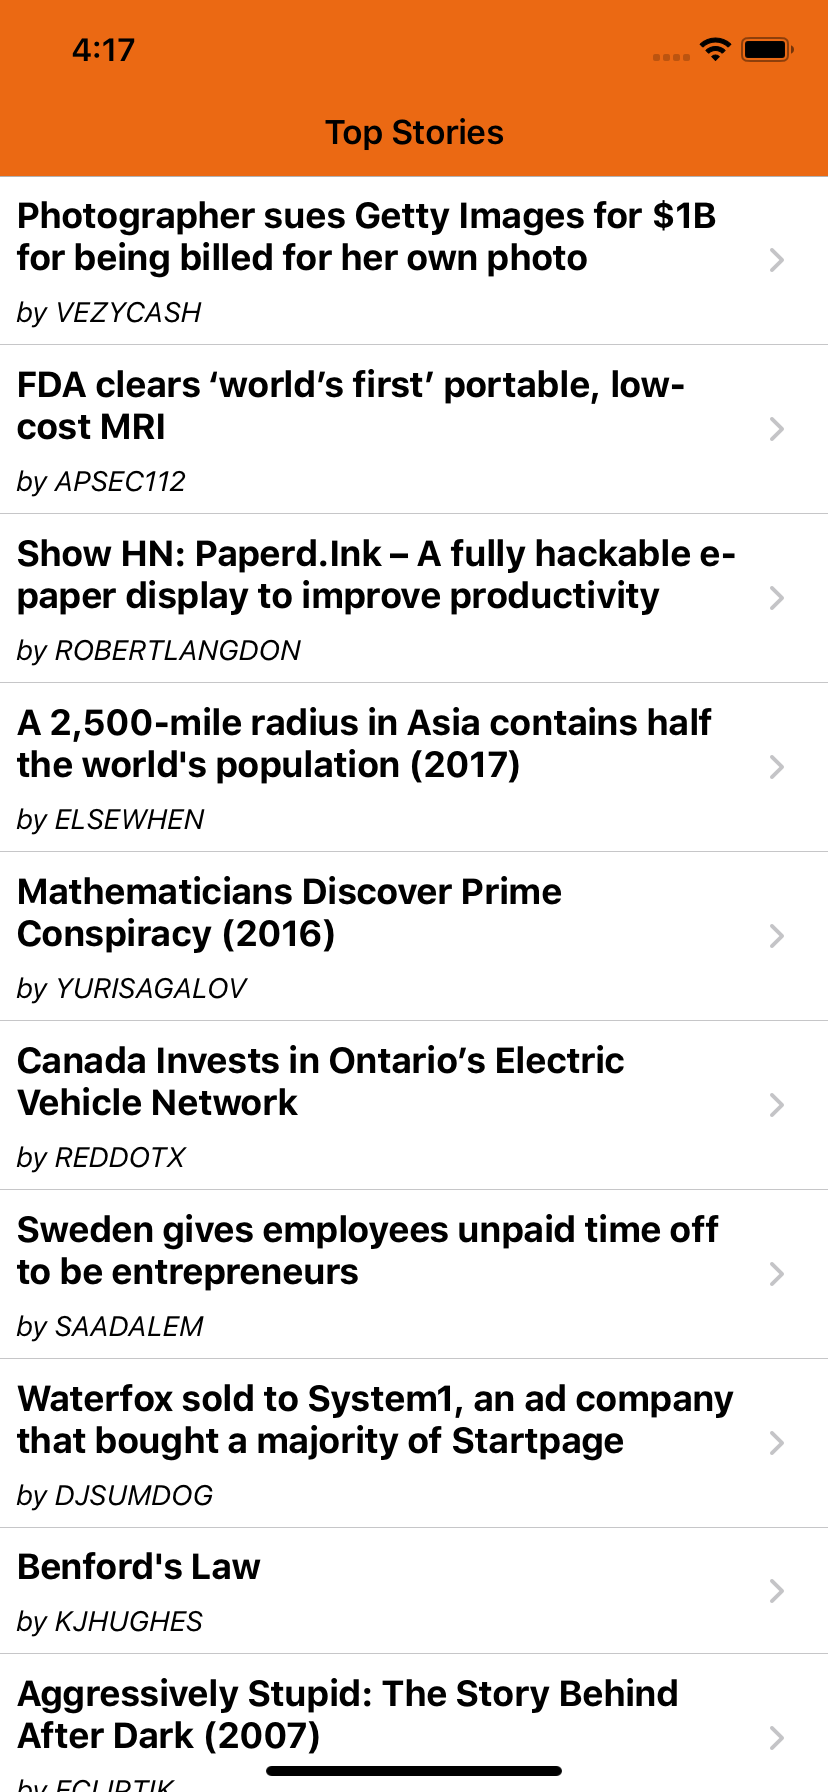 4:17
Top Stories
Photographer sues Getty Images for $1B
for being billed for her own photo
by VEZYCASH
FDA clears ‘world’s first’ portable, low-
cost MRI
by APSEC112
Show HN: Paperd.Ink – A fully hackable e-
paper display to improve productivity
by ROBERTLANGDON
A 2,500-mile radius in Asia contains half
the world's population (2017)
by ELSEWHEN
Mathematicians Discover Prime
Conspiracy (2016)
by YURISAGALOV
Canada Invests in Ontario’s Electric
Vehicle Network
by REDDOTX
Sweden gives employees unpaid time off
to be entrepreneurs
by SAADALEM
Waterfox sold to System1, an ad company
that bought a majority of Startpage
by DJSUMDOG
Benford's Law
by KJHUGHES
Aggressively Stupid: The Story Behind
After Dark (2007)
by ECLIPTIK